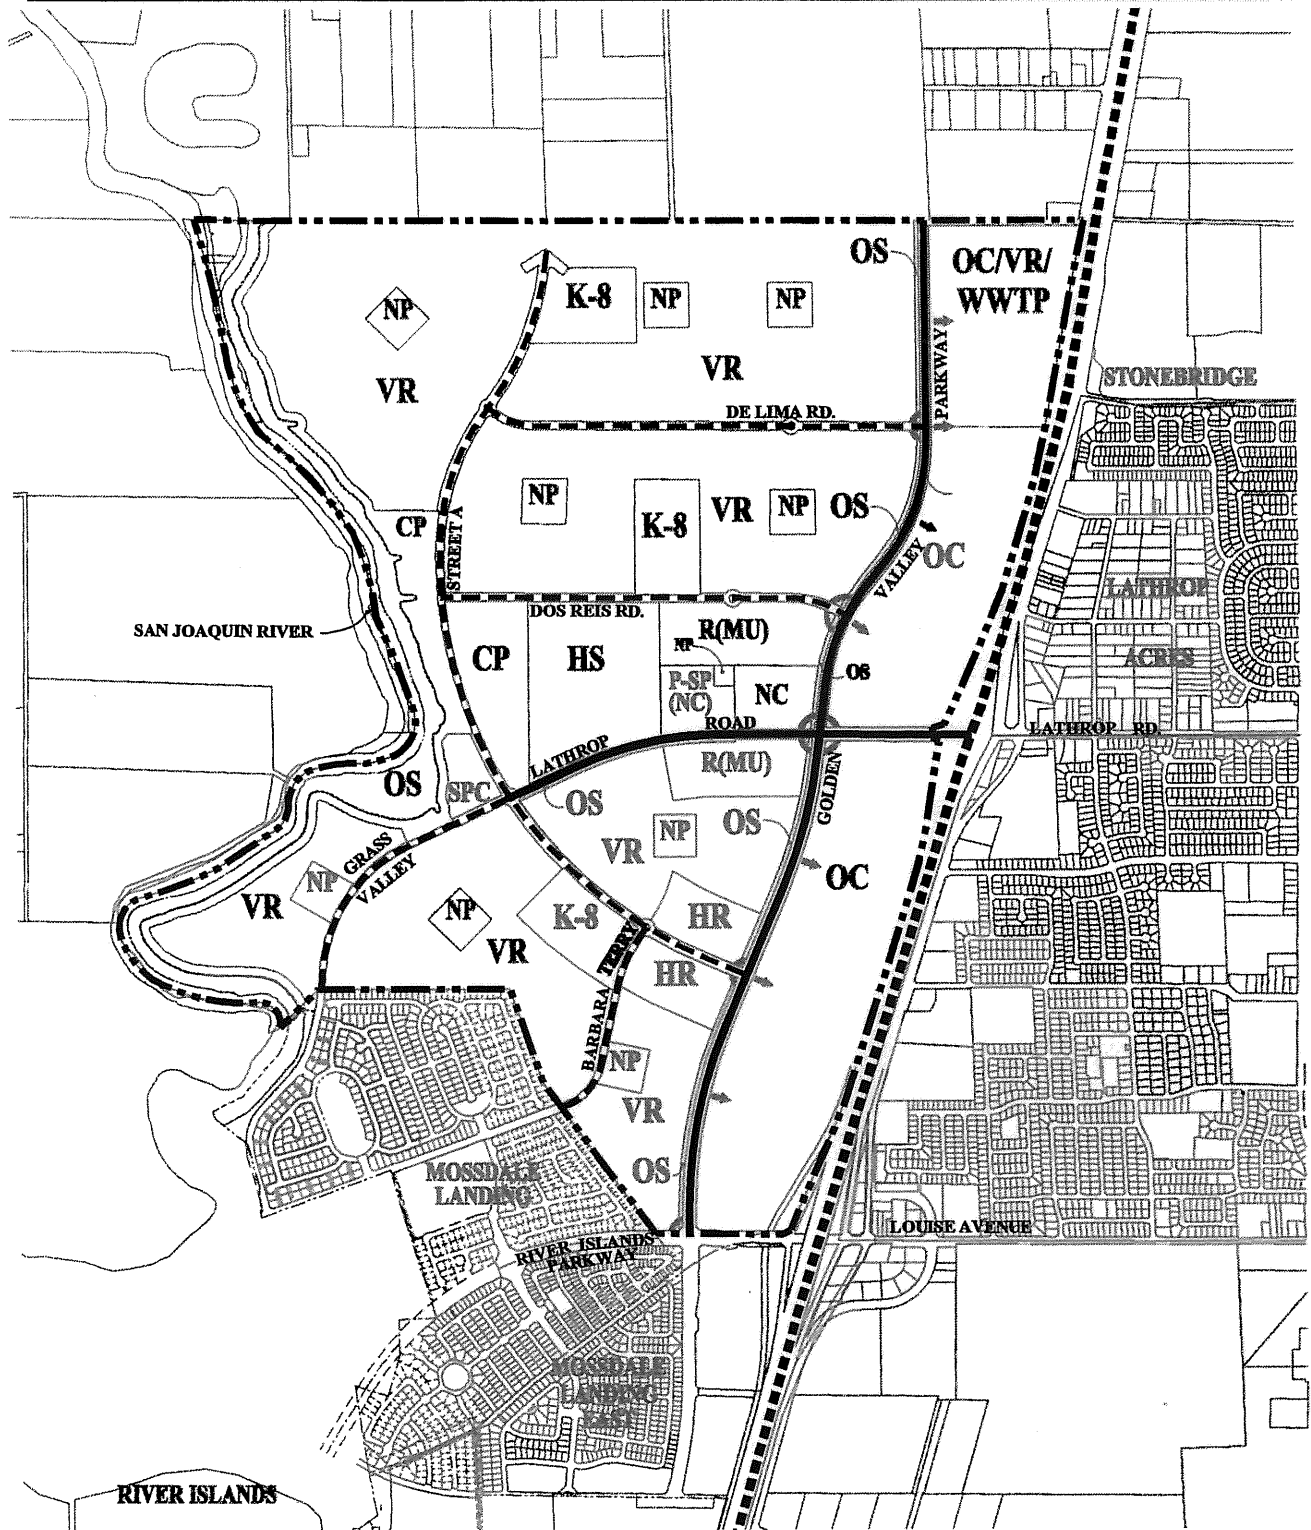 OS
OC/VR/
WWTP
K-8
NP
NP
NP
PARKWAY
VR
VR
STONEBRIDGE
DE LIMA RD.
NP
K-8
VR
NP
OS
CP
STREET A
VALLEY
OC
LATHROP
ACRES
DOS REIS RD.
SAN JOAQUIN RIVER
R(MU)
NP
CP
HS
P-SP
(NC)
NC
OS
ROAD
LATHROP RD.
LATHROP
R(MU)
OS
SPC
OS
GOLDEN
OS
NP
VR
GRASS
VALLEY
NP
VR
OC
NP
K-8
HR
VR
TERRY
HR
BARBARA
NP
VR
OS
MOSSDALE
LANDING
LOUISE AVENUE
RIVER ISLANDS
PARKWAY
MOSSDALE
LANDING
EAST
RIVER ISLANDS